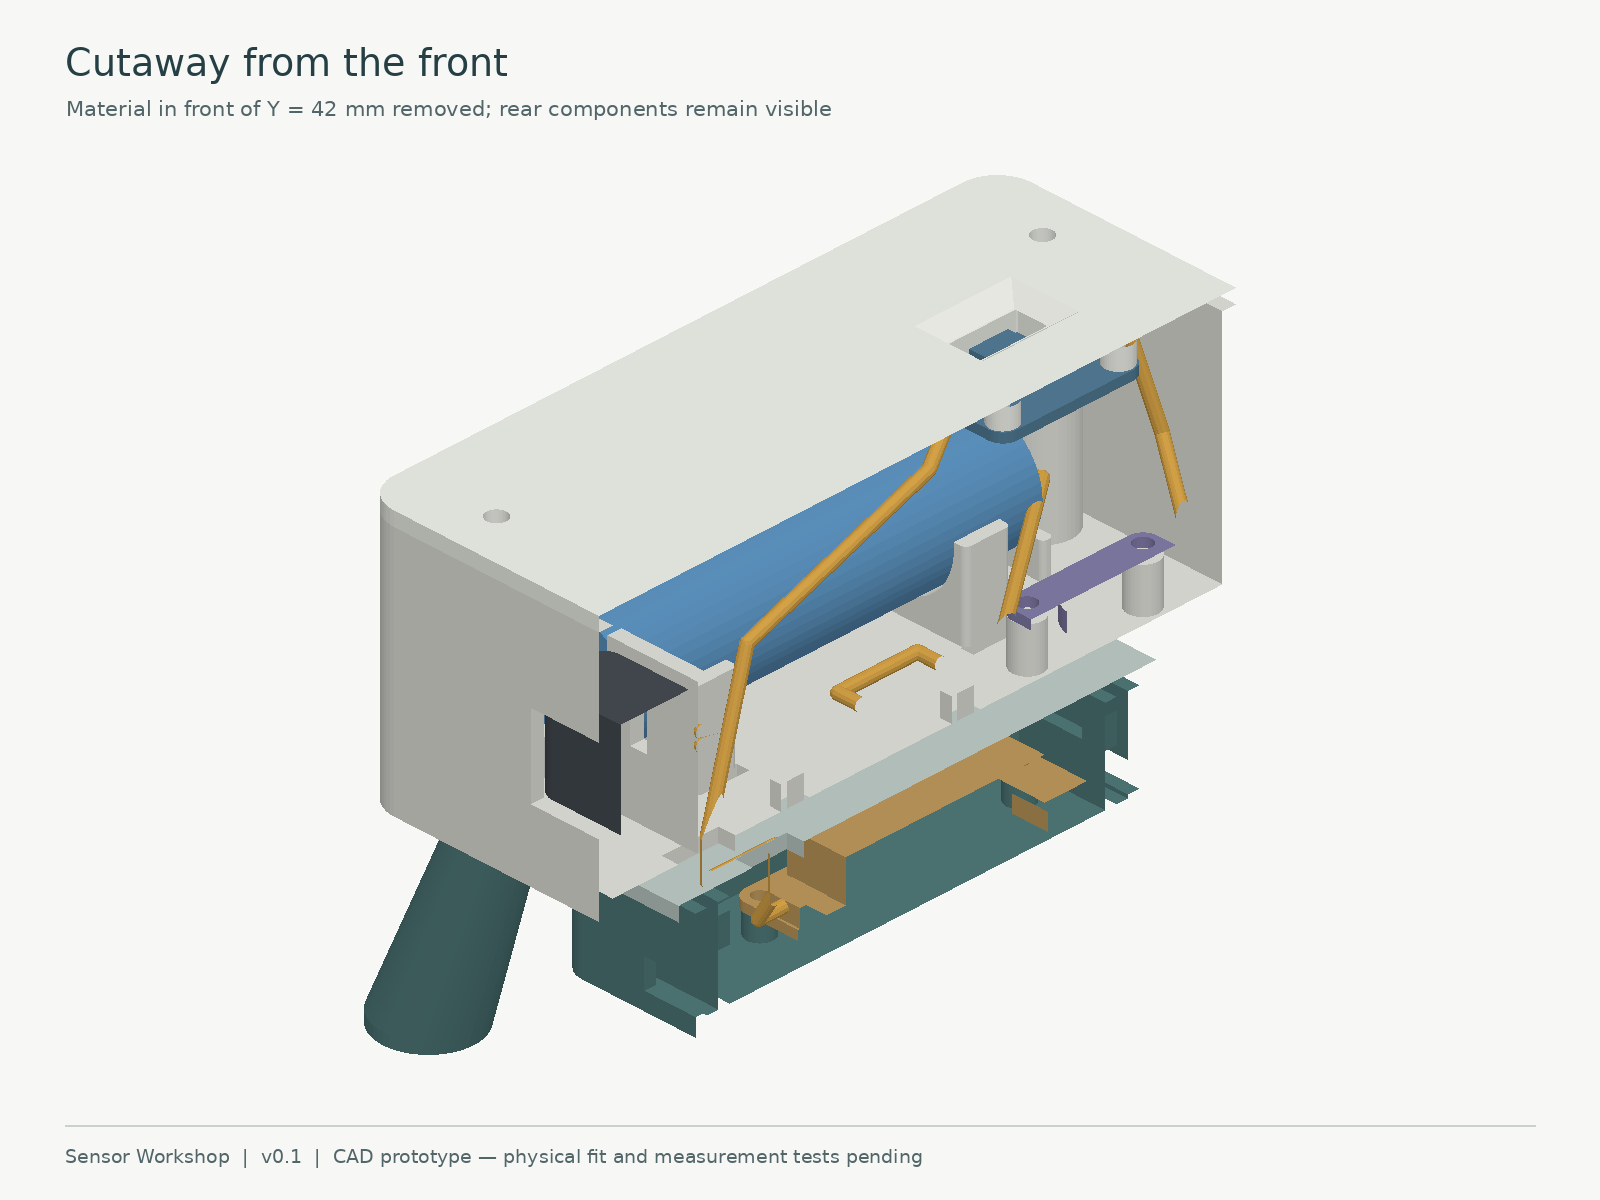 Cutaway from the front
Material in front of Y = 42 mm removed; rear components remain visible
Sensor Workshop | v0.1 | CAD prototype — physical fit and measurement tests pending